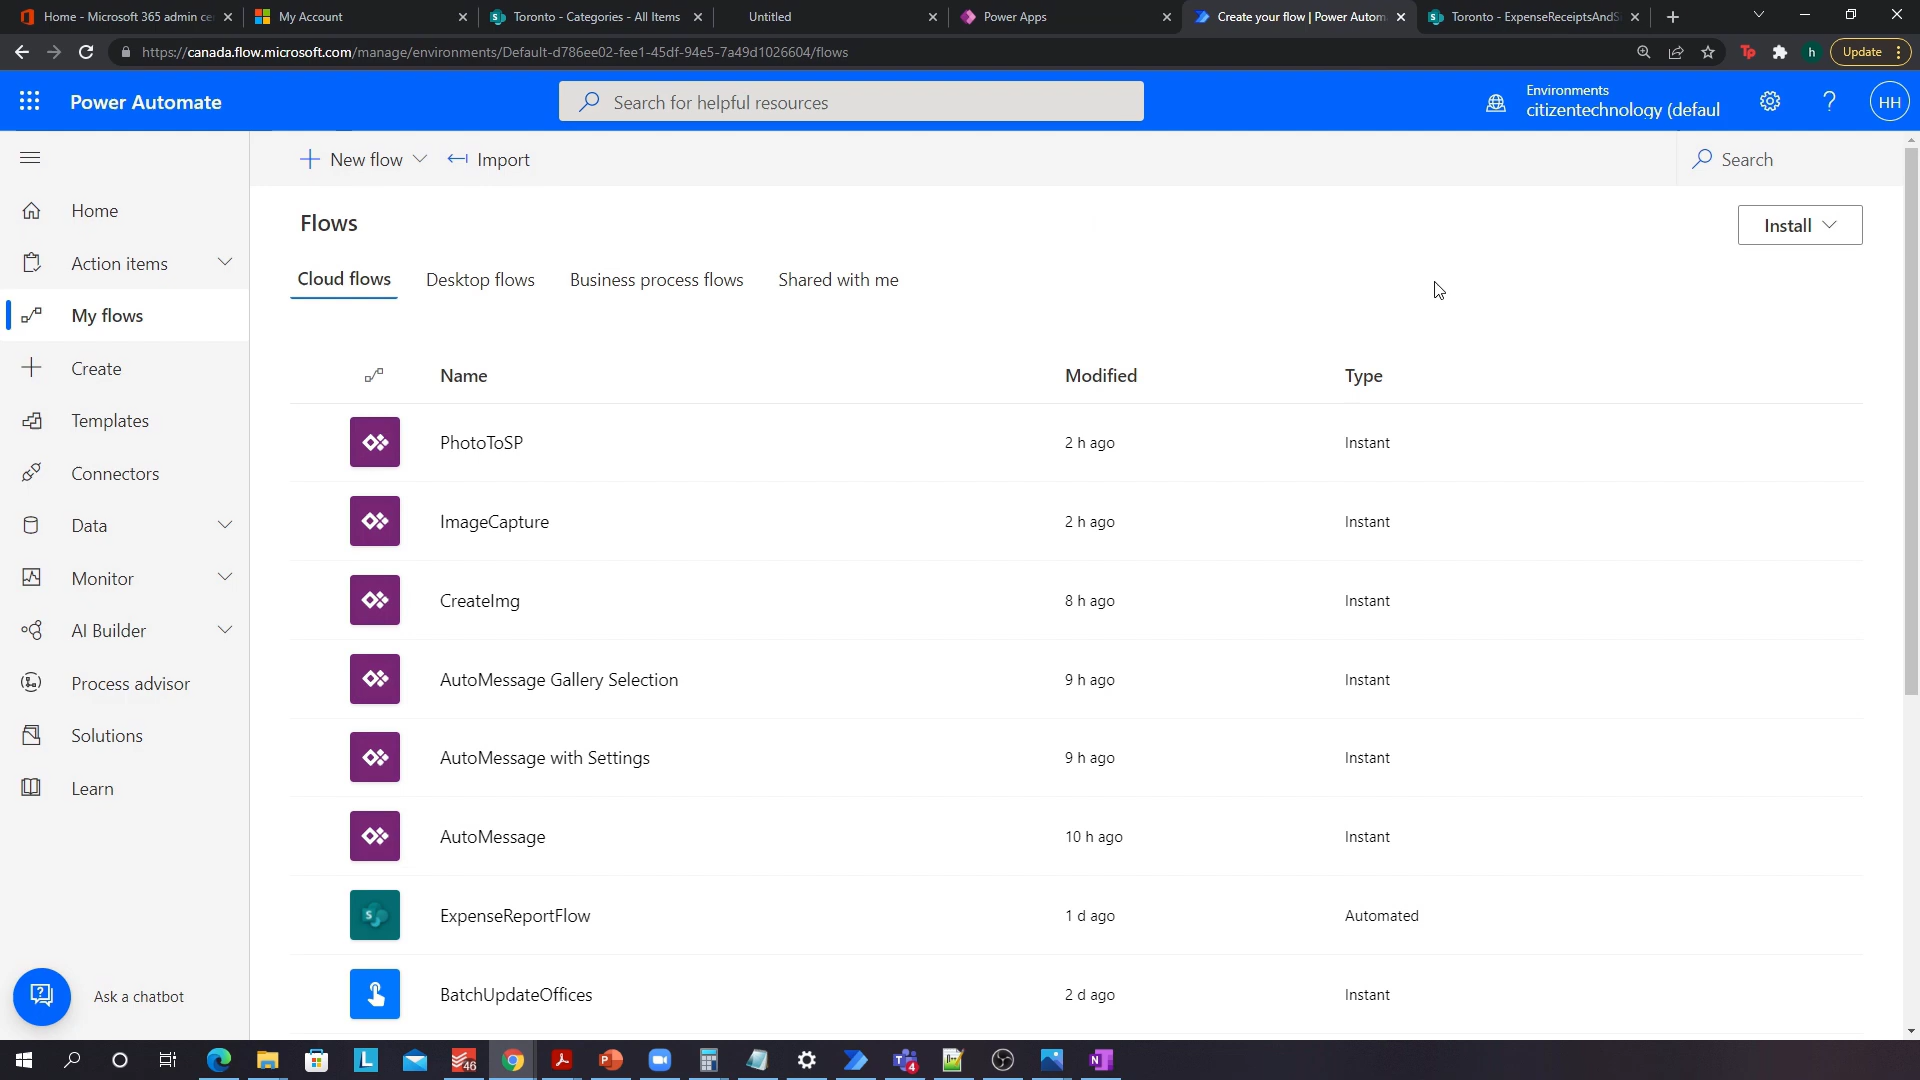 Home - Microsoft 365 admin ce
My Account
Toronto - Categories - All Items
Untitled
Power Apps
Create your flow | Power Autom
Toronto - ExpenseReceiptsAndS
https://canada.flow.microsoft.com/manage/environments/Default-d786ee02-fee1-45df-94e5-7a49d1026604/flows
Tp
h
Update
Power Automate
Search for helpful resources
Environments
citizentechnology (defaul
?
HH
New flow
Import
Search
Home
Action items
My flows
Create
Templates
Connectors
Data
Monitor
AI Builder
Process advisor
Solutions
Learn
Ask a chatbot
Flows
Install
Cloud flows
Desktop flows
Business process flows
Shared with me
Name Modified Type
PhotoToSP 2 h ago Instant
ImageCapture 2 h ago Instant
CreateImg 8 h ago Instant
AutoMessage Gallery Selection 9 h ago Instant
AutoMessage with Settings 9 h ago Instant
AutoMessage 10 h ago Instant
ExpenseReportFlow 1 d ago Automated
BatchUpdateOffices 2 d ago Instant
L
46
P
T
4
N